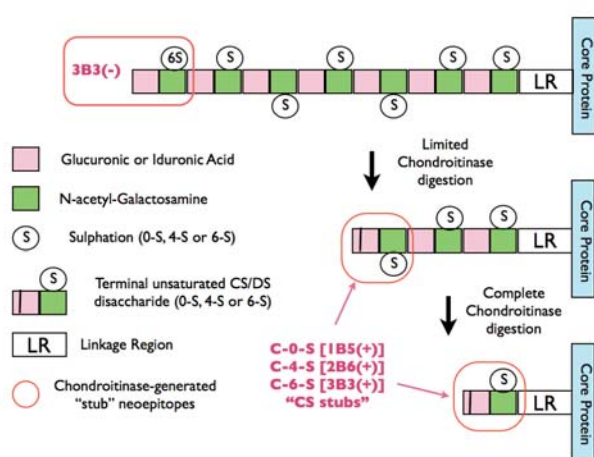 3B3(-)
6S
S
S
S
S
S
S
LR
Core Protein
Glucuronic or Iduronic Acid
N-acetyl-Galactosamine
S
Sulphation (0-S, 4-S or 6-S)
S
Terminal unsaturated CS/DS
disaccharide (0-S, 4-S or 6-S)
LR
Linkage Region
Chondroitinase-generated
"stub" neoepitopes
Limited
Chondroitinase
digestion
S
S
S
LR
Core Protein
Complete
Chondroitinase
digestion
C-0-S [1B5(+)]
C-4-S [2B6(+)]
C-6-S [3B3(+)]
"CS stubs"
S
LR
Core Protein